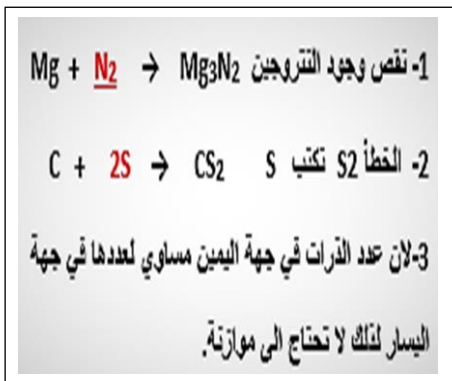 1- نقص وجود النتروجين Mg + N2 → Mg3N2
2- الخطأ S2 تكتب S C + 2S → CS2
3-لان عدد الذرات في جهة اليمين مساوي لعددها في جهة
اليسار لذلك لا تحتاج الى موازنة.